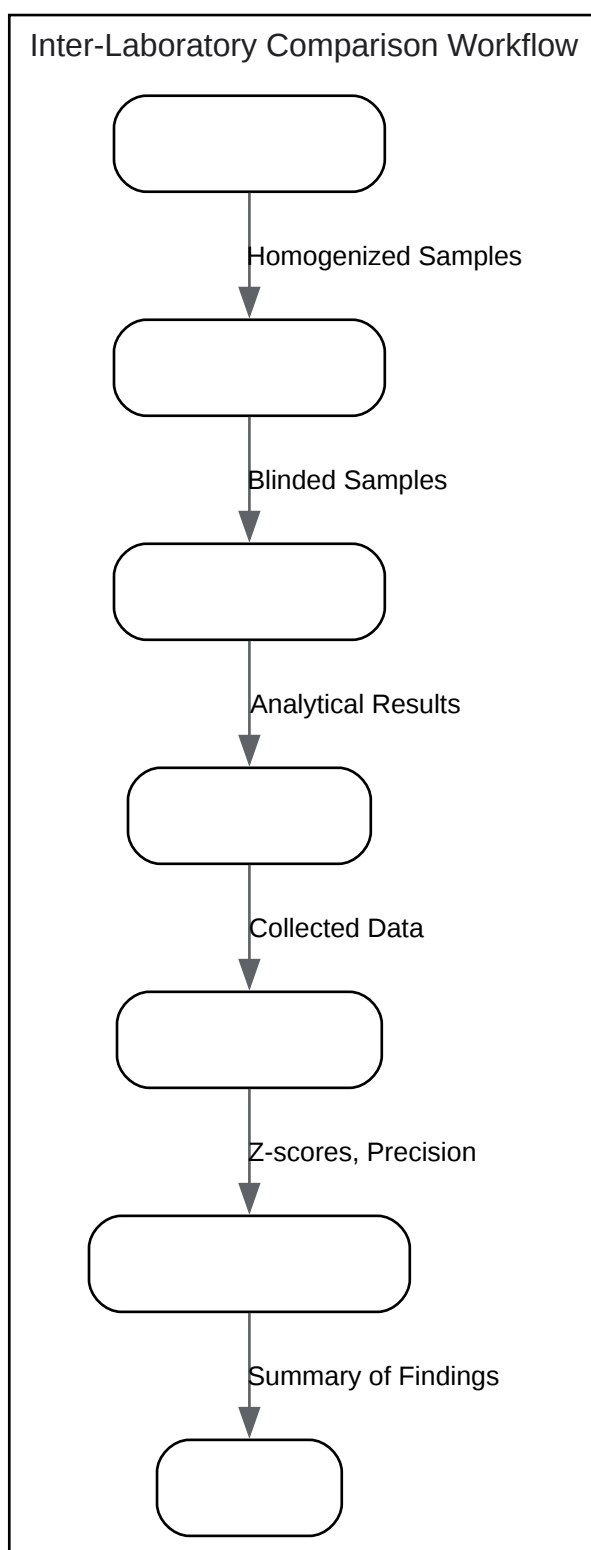 Inter-Laboratory Comparison Workflow
Homogenized Samples
Blinded Samples
Analytical Results
Collected Data
Z-scores, Precision
Summary of Findings